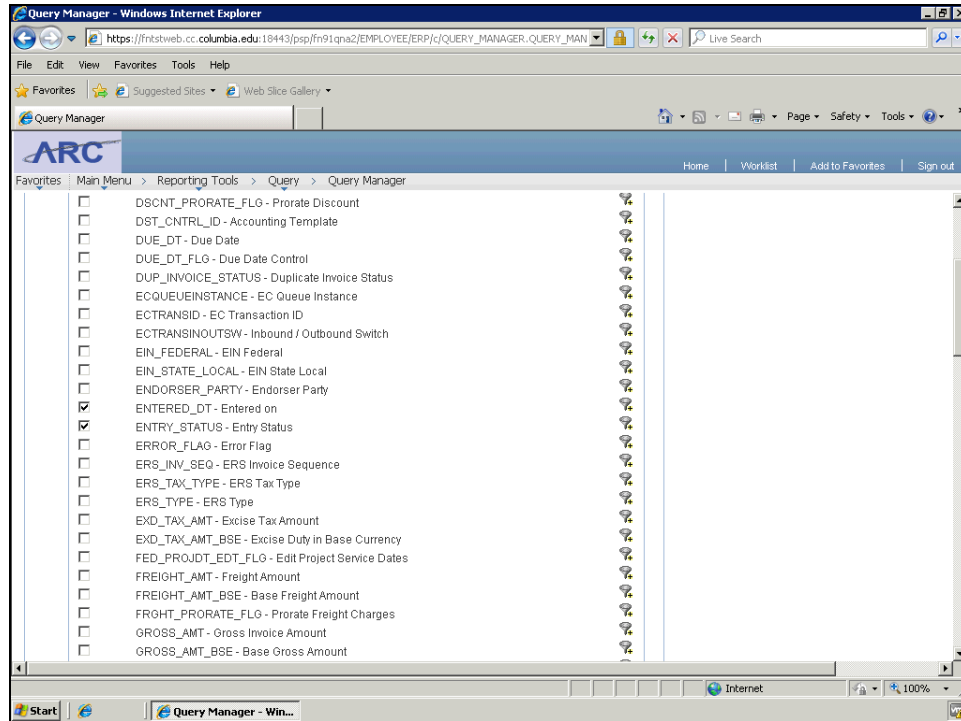 Query Manager - Windows Internet Explorer
https://fntstweb.cc.columbia.edu:18443/psp/fn91qna2/EMPLOYEE/ERP/c/QUERY_MANAGER.QUERY_MAN
Live Search
File Edit View Favorites Tools Help
Favorites Suggested Sites Web Slice Gallery
Query Manager Page Safety Tools
ARC
Home | Worklist | Add to Favorites | Sign out
Favorites Main Menu > Reporting Tools > Query > Query Manager
DSCNT_PRORATE_FLG - Prorate Discount
DST_CNTRL_ID - Accounting Template
DUE_DT - Due Date
DUE_DT_FLG - Due Date Control
DUP_INVOICE_STATUS - Duplicate Invoice Status
ECQUEUEINSTANCE - EC Queue Instance
ECTRANSID - EC Transaction ID
ECTRANSINOUTSW - Inbound / Outbound Switch
EIN_FEDERAL - EIN Federal
EIN_STATE_LOCAL - EIN State Local
ENDORSER_PARTY - Endorser Party
ENTERED_DT - Entered on
ENTRY_STATUS - Entry Status
ERROR_FLAG - Error Flag
ERS_INV_SEQ - ERS Invoice Sequence
ERS_TAX_TYPE - ERS Tax Type
ERS_TYPE - ERS Type
EXD_TAX_AMT - Excise Tax Amount
EXD_TAX_AMT_BSE - Excise Duty in Base Currency
FED_PROJDT_EDT_FLG - Edit Project Service Dates
FREIGHT_AMT - Freight Amount
FREIGHT_AMT_BSE - Base Freight Amount
FRGHT_PRORATE_FLG - Prorate Freight Charges
GROSS_AMT - Gross Invoice Amount
GROSS_AMT_BSE - Base Gross Amount
Internet 100%
Start Query Manager - Win...